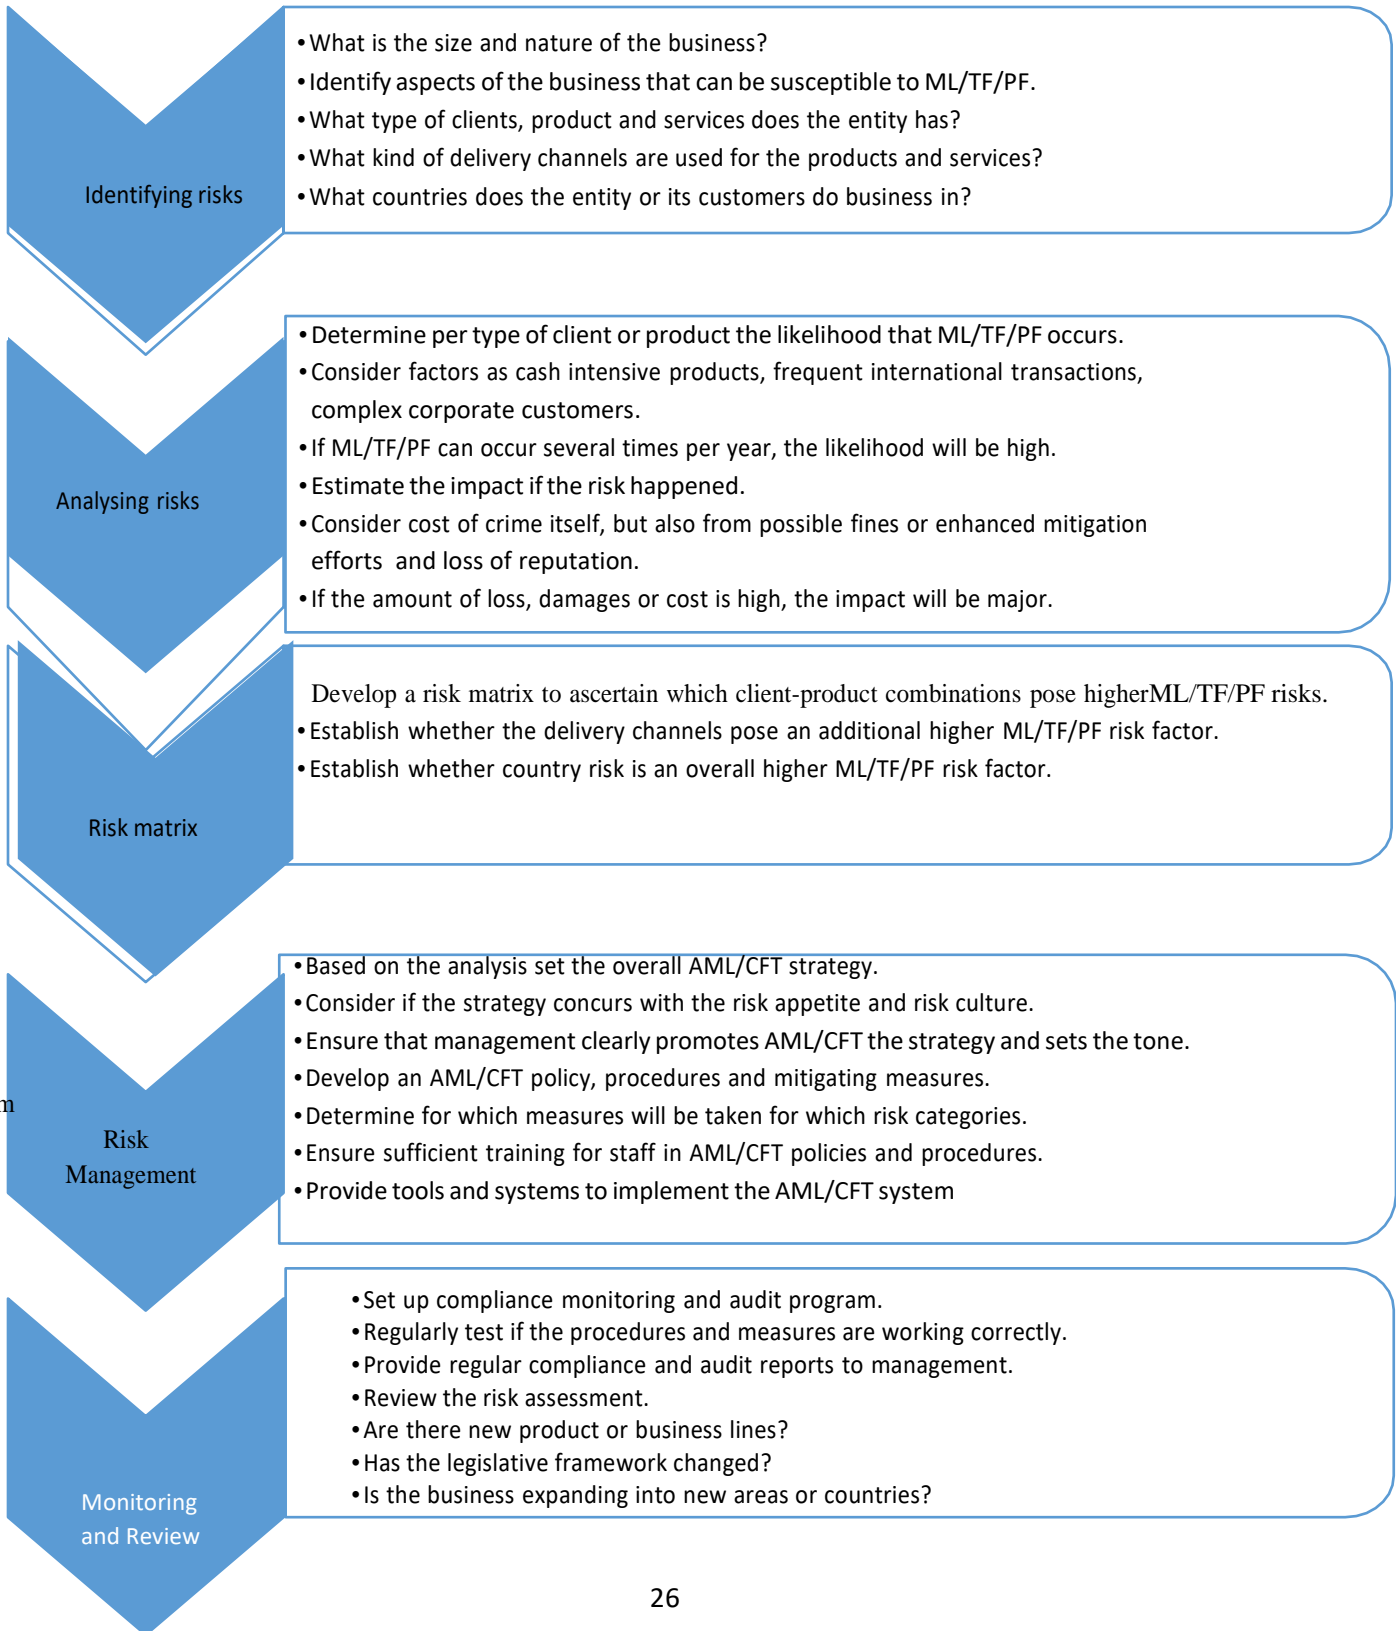 Identifying risks
•What is the size and nature of the business?
•Identify aspects of the business that can be susceptible to ML/TF/PF.
•What type of clients, product and services does the entity has?
•What kind of delivery channels are used for the products and services?
•What countries does the entity or its customers do business in?
Analysing risks
•Determine per type of client or product the likelihood that ML/TF/PF occurs.
•Consider factors as cash intensive products, frequent international transactions,
complex corporate customers.
•If ML/TF/PF can occur several times per year, the likelihood will be high.
•Estimate the impact if the risk happened.
•Consider cost of crime itself, but also from possible fines or enhanced mitigation
efforts and loss of reputation.
•If the amount of loss, damages or cost is high, the impact will be major.
Risk matrix
Develop a risk matrix to ascertain which client-product combinations pose higherML/TF/PF risks.
•Establish whether the delivery channels pose an additional higher ML/TF/PF risk factor.
•Establish whether country risk is an overall higher ML/TF/PF risk factor.
m
Risk
Management
•Based on the analysis set the overall AML/CFT strategy.
•Consider if the strategy concurs with the risk appetite and risk culture.
•Ensure that management clearly promotes AML/CFT the strategy and sets the tone.
•Develop an AML/CFT policy, procedures and mitigating measures.
•Determine for which measures will be taken for which risk categories.
•Ensure sufficient training for staff in AML/CFT policies and procedures.
•Provide tools and systems to implement the AML/CFT system
Monitoring
and Review
•Set up compliance monitoring and audit program.
•Regularly test if the procedures and measures are working correctly.
•Provide regular compliance and audit reports to management.
•Review the risk assessment.
•Are there new product or business lines?
•Has the legislative framework changed?
•Is the business expanding into new areas or countries?
26